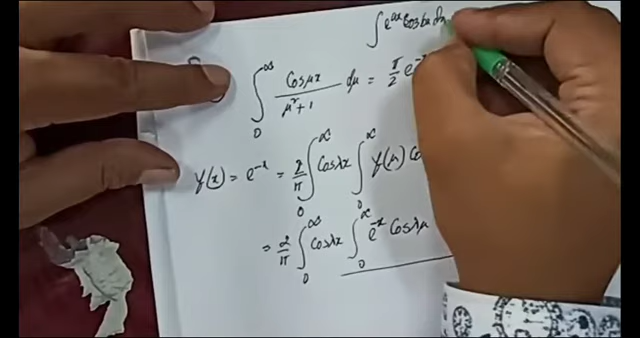 ∫ e^{ax} cos bx dx
∫₀^∞ cos μx / μ²+1 dμ = π/2 e
f(x) = e^{-x} = 2/π ∫₀^∞ cos λx ∫₀^∞ f(μ) co
= 2/π ∫₀^∞ cos λx ∫₀^∞ e^{-x} cos λμ